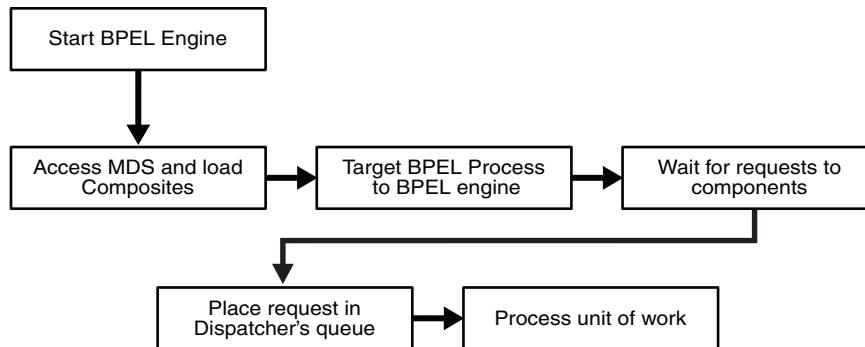 Start BPEL Engine
Access MDS and load
Composites
Target BPEL Process
to BPEL engine
Wait for requests to
components
Place request in
Dispatcher's queue
Process unit of work